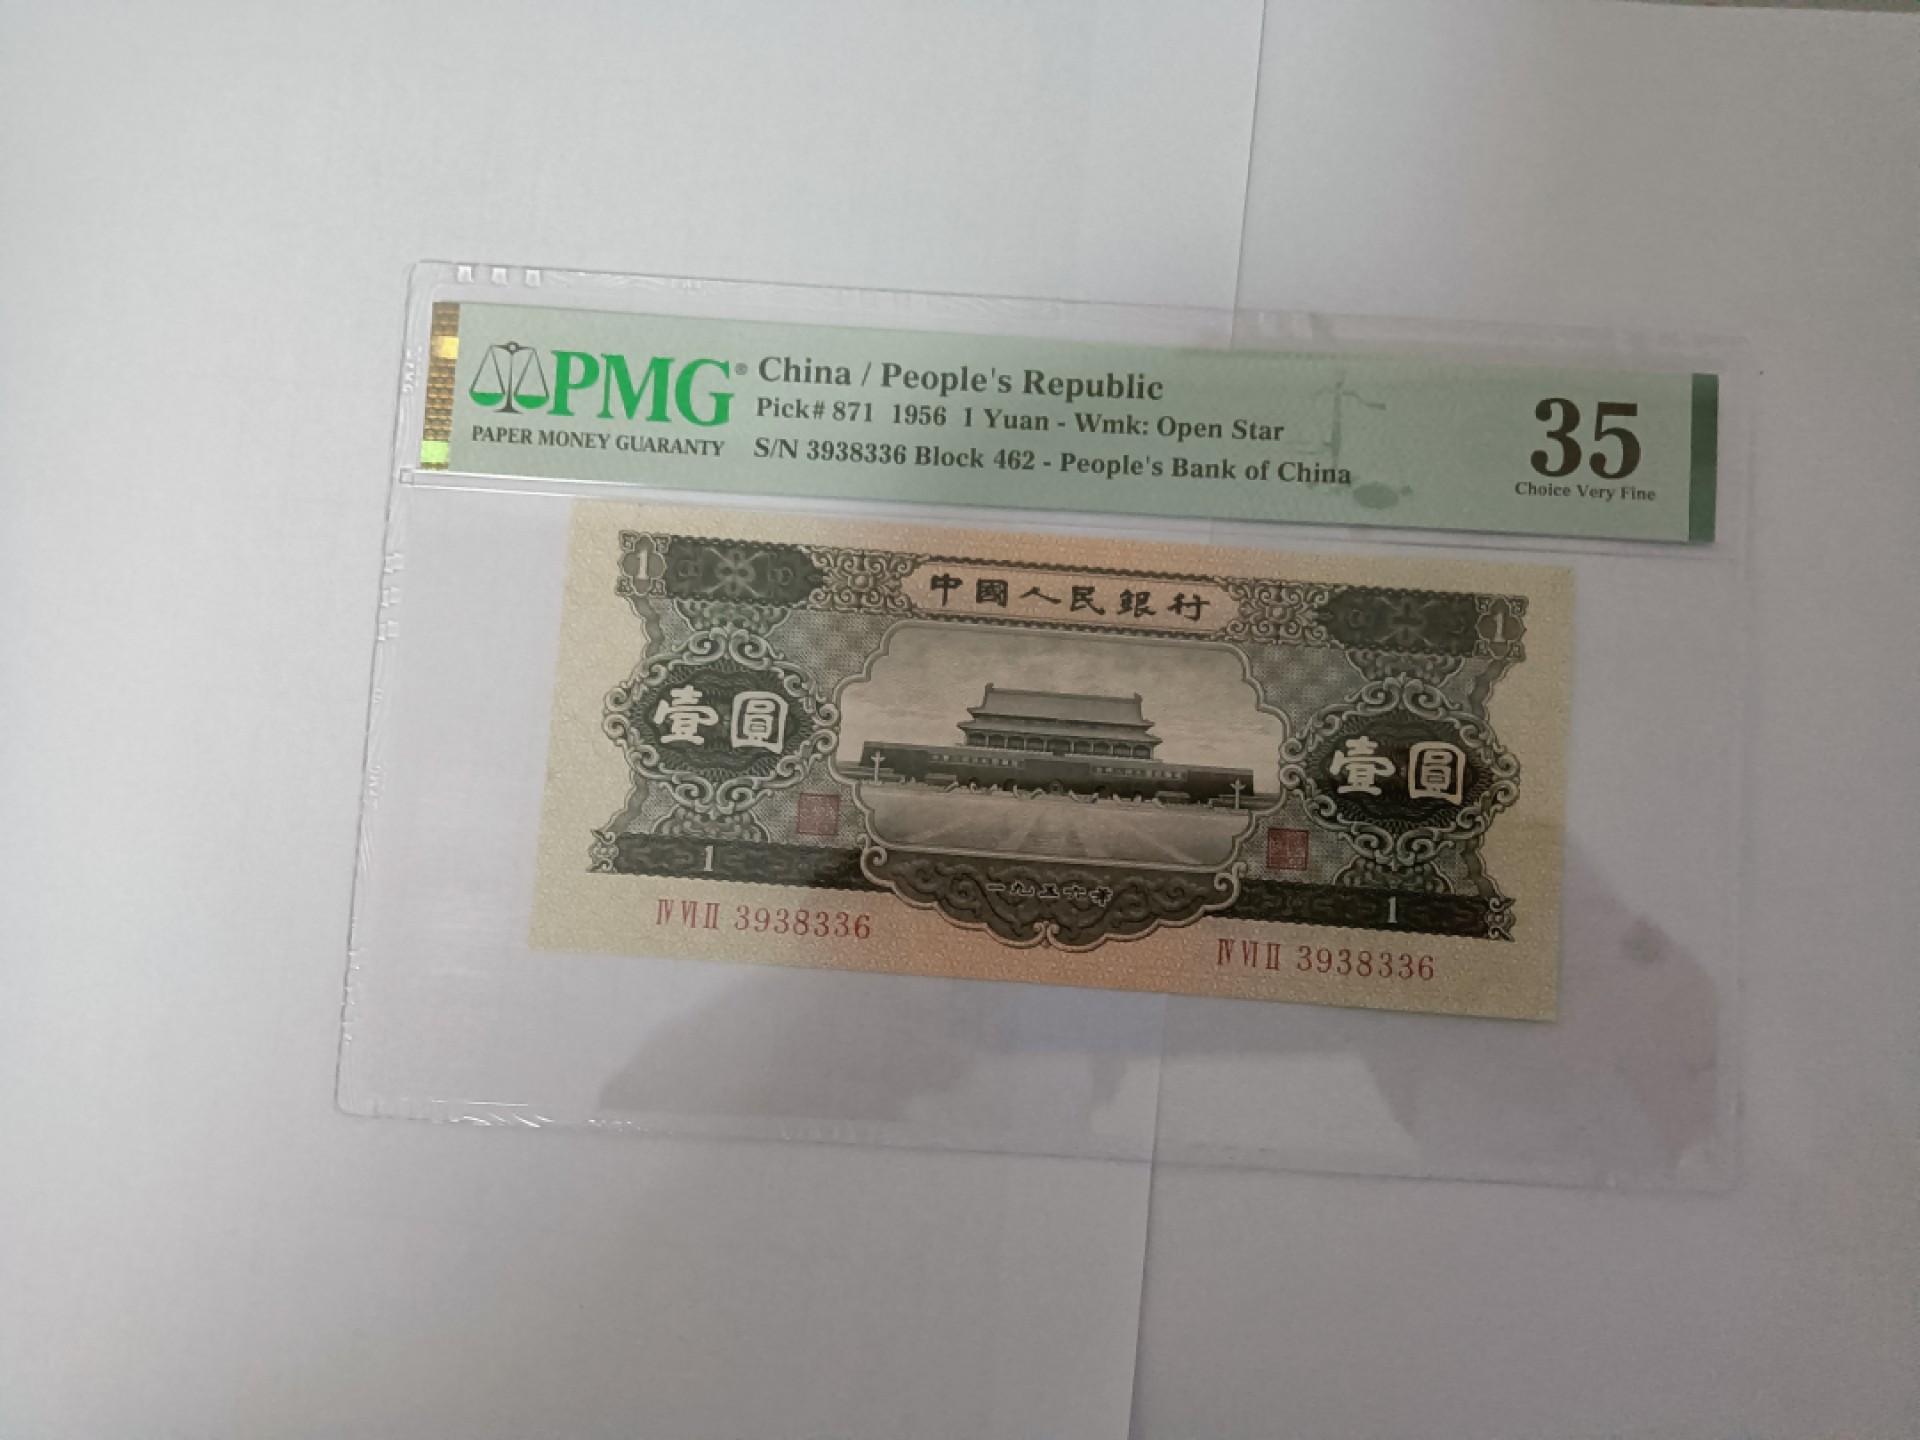 PMG® China / People's Republic
PAPER MONEY GUARANTY
Pick# 871 1956 1 Yuan - Wmk: Open Star
S/N 3938336 Block 462 - People's Bank of China
35
Choice Very Fine
1 中國人民銀行 1
壹圓 壹圓
1 一九五六年 1
Ⅳ Ⅵ Ⅱ 3938336 Ⅳ Ⅵ Ⅱ 3938336